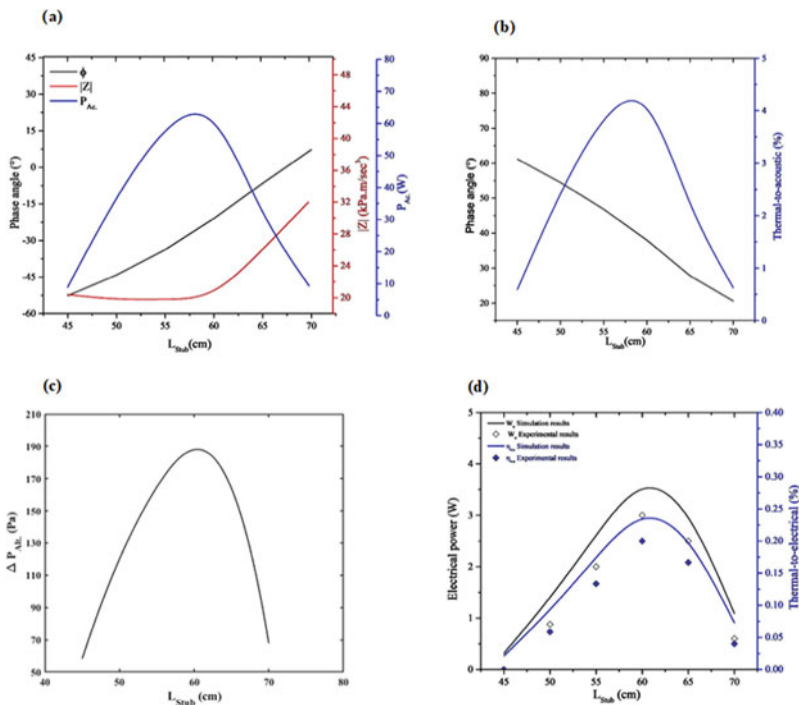 (a)
ϕ
|Z|
P_Ac.
Phase angle (°)
45
30
15
0
-15
-30
-45
-60
45 50 55 60 65 70
L_Stub(cm)
48
44
40
36
32
28
24
20
|Z| (kPa.m/sec³)
80
70
60
50
40
30
20
10
0
P_Ac.(W)
(b)
Phase angle (°)
90
80
70
60
50
40
30
20
45 50 55 60 65 70
L_Stub(cm)
5
4
3
2
1
0
Thermal-to-acoustic (%)
(c)
Δ P_Alt. (Pa)
210
190
170
150
130
110
90
70
50
40 50 60 70 80
L_Stub (cm)
(d)
W_e Simulation results
W_e Experimental results
Simulation results
Experimental results
Electrical power (W)
5
4
3
2
1
0
45 50 55 60 65 70
L_Stub (cm)
0.40
0.35
0.30
0.25
0.20
0.15
0.10
0.05
0.00
Thermal-to-electrical (%)